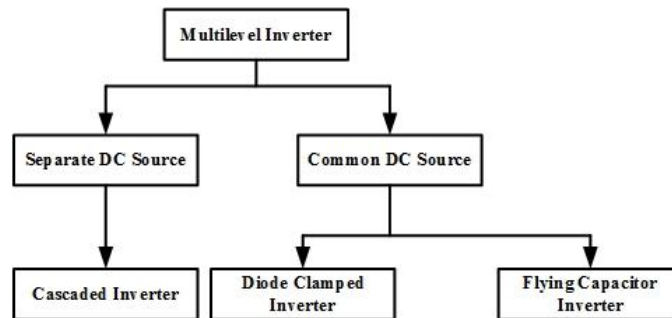 Multilevel Inverter
Separate DC Source
Common DC Source
Cascaded Inverter
Diode Clamped
Inverter
Flying Capacitor
Inverter